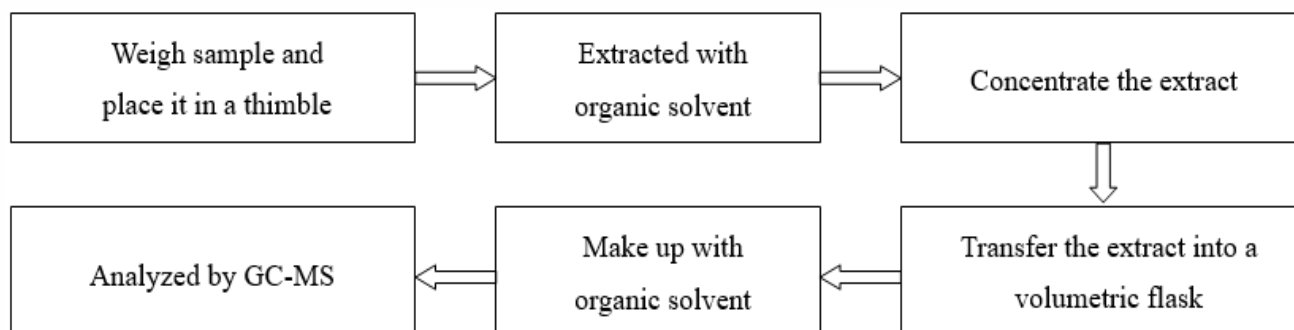 Weigh sample and
place it in a thimble
Extracted with
organic solvent
Concentrate the extract
Transfer the extract into a
volumetric flask
Make up with
organic solvent
Analyzed by GC-MS